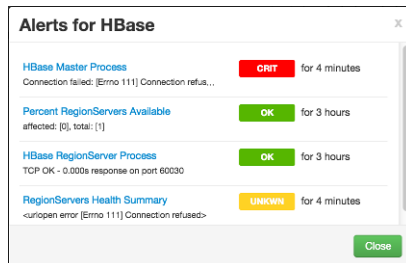 Alerts for HBase
x
HBase Master Process
CRIT
for 4 minutes
Connection failed: [Errno 111] Connection refus...
Percent RegionServers Available
OK
for 3 hours
affected: [0], total: [1]
HBase RegionServer Process
OK
for 3 hours
TCP OK - 0.000s response on port 60030
RegionServers Health Summary
UNKWN
for 4 minutes
<urlopen error [Errno 111] Connection refused>
Close